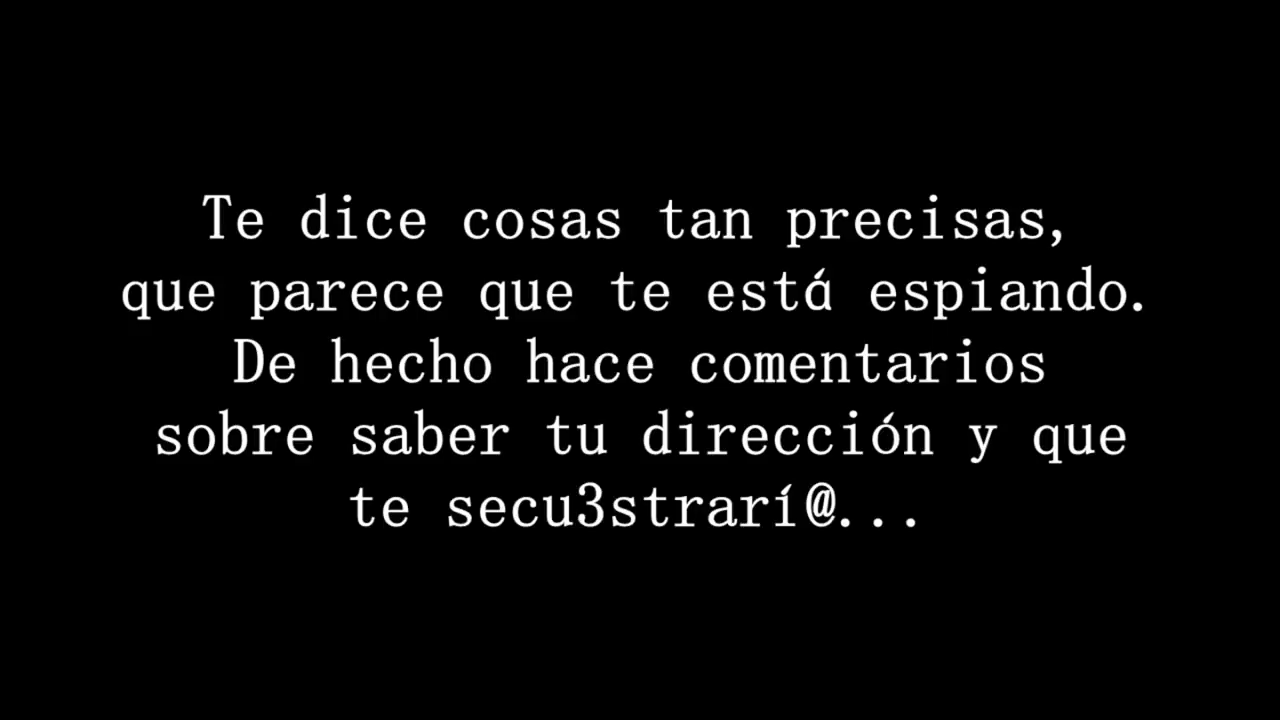 Te dice cosas tan precisas,
que parece que te está espiando.
De hecho hace comentarios
sobre saber tu dirección y que
te secu3strarí@...